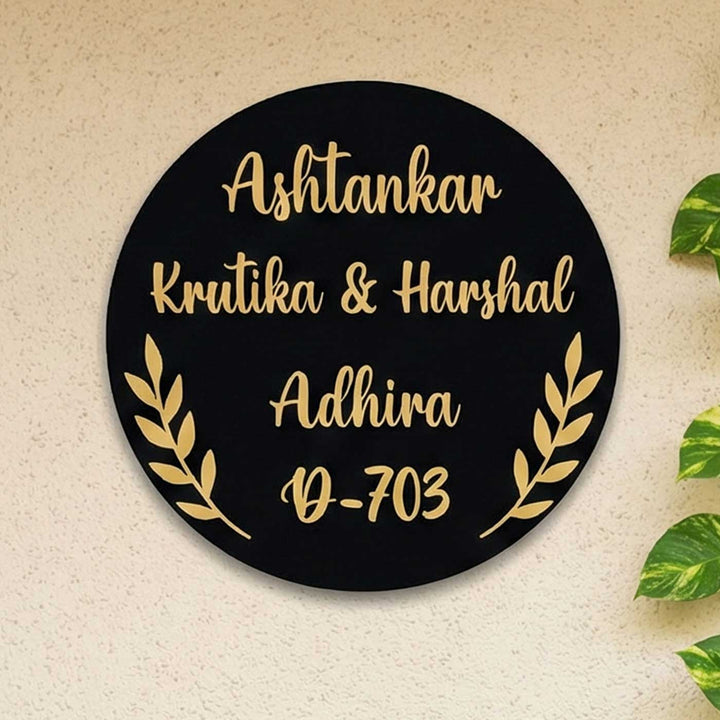 Ashtankar
Krutika & Harshal
Adhira
D-703